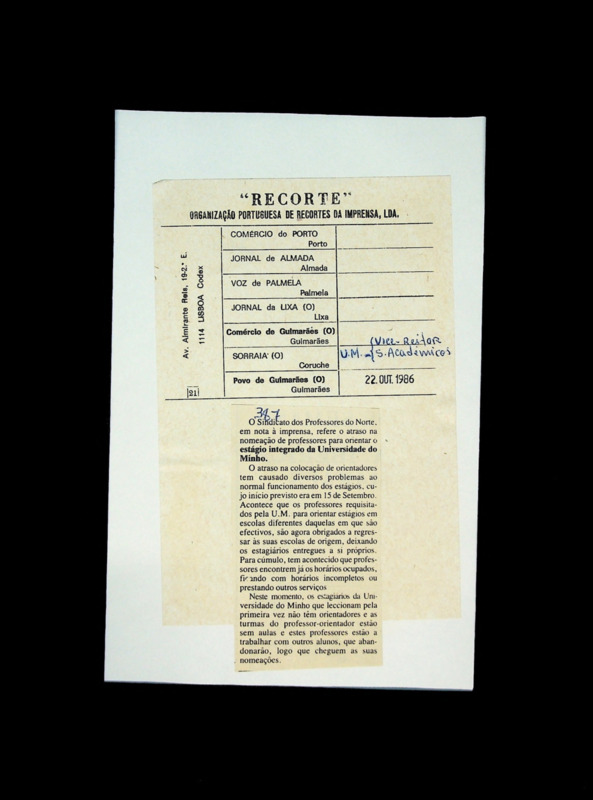 "RECORTE"
ORGANIZAÇÃO PORTUGUESA DE RECORTES DA IMPRENSA, LDA.
Av. Almirante Reis, 19-2.° E.
1114 LISBOA Codex
21
COMÉRCIO do PORTO
Porto
JORNAL de ALMADA
Almada
VOZ de PALMELA
Palmela
JORNAL da LIXA (O)
Lixa
Comércio de Guimarães (O)
Guimarães
SORRAIA (O)
Coruche
Povo de Guimarães (O)
Guimarães
Vice-Reitor
U.M. S. Académicos
22. OUT. 1986
347
O Sindicato dos Professores do Norte,
em nota à imprensa, refere o atraso na
nomeação de professores para orientar o
estágio integrado da Universidade do
Minho.
O atraso na colocação de orientadores
tem causado diversos problemas ao
normal funcionamento dos estágios, cu-
jo início previsto era em 15 de Setembro.
Acontece que os professores requisita-
dos pela U.M. para orientar estágios em
escolas diferentes daquelas em que são
efectivos, são agora obrigados a regres-
sar às suas escolas de origem, deixando
os estagiários entregues a si próprios.
Para cúmulo, tem acontecido que profes-
sores encontrem já os horários ocupados,
ficando com horários incompletos ou
prestando outros serviços
Neste momento, os estagiários da Uni-
versidade do Minho que leccionam pela
primeira vez não têm orientadores e as
turmas do professor-orientador estão
sem aulas e estes professores estão a
trabalhar com outros alunos, que aban-
donarão, logo que cheguem as suas
nomeações.